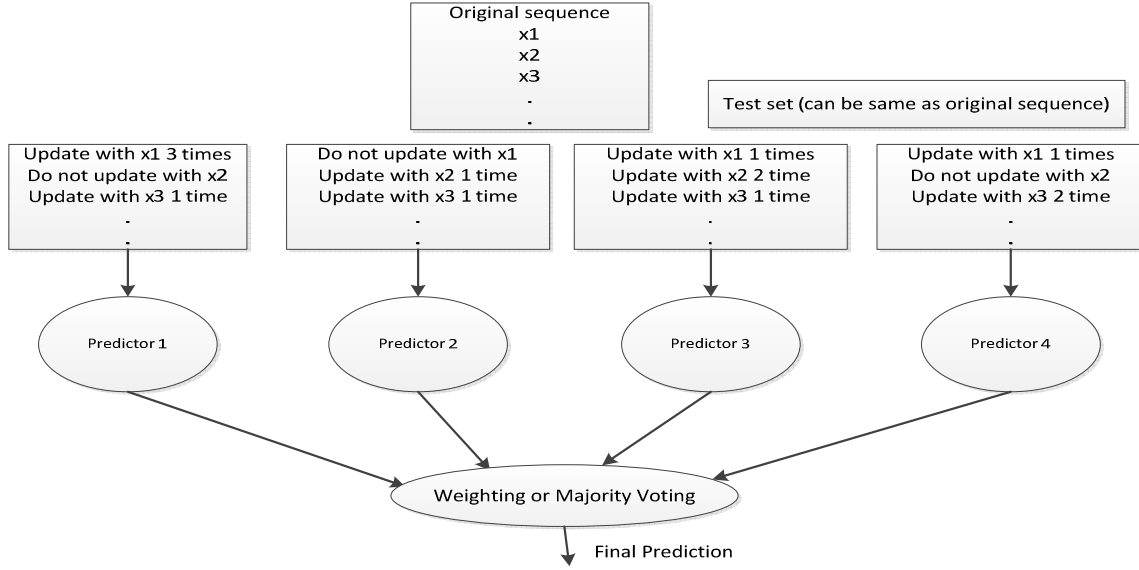 Original sequence
x1
x2
x3
.
.
Test set (can be same as original sequence)
Update with x1 3 times
Do not update with x2
Update with x3 1 time
.
.
Do not update with x1
Update with x2 1 time
Update with x3 1 time
.
.
Update with x1 1 times
Update with x2 2 time
Update with x3 1 time
.
.
Update with x1 1 times
Do not update with x2
Update with x3 2 time
.
.
Predictor 1
Predictor 2
Predictor 3
Predictor 4
Weighting or Majority Voting
Final Prediction